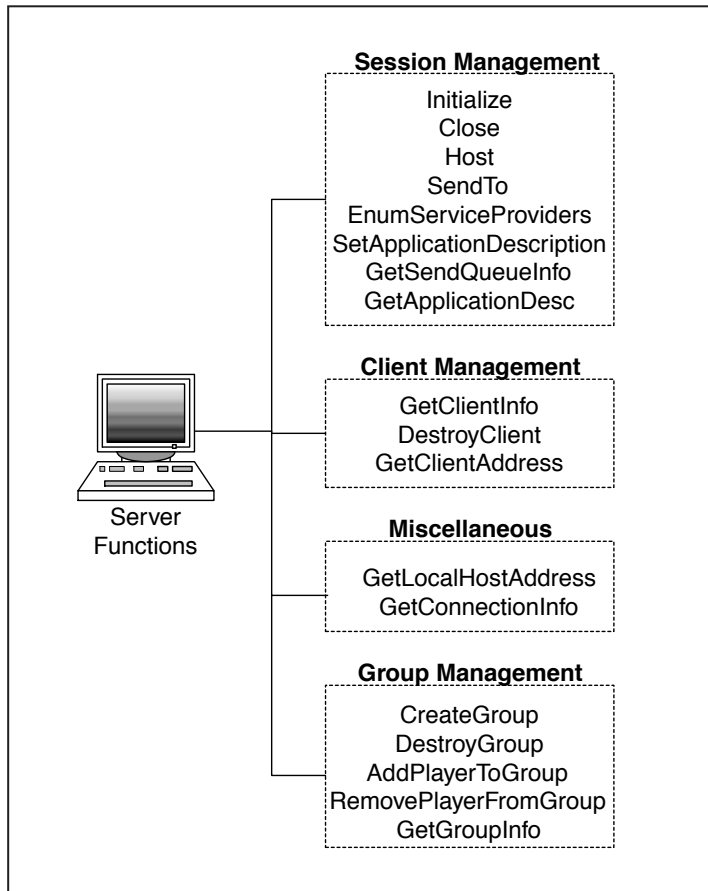 Session Management
Initialize
Close
Host
SendTo
EnumServiceProviders
SetApplicationDescription
GetSendQueueInfo
GetApplicationDesc
Client Management
GetClientInfo
DestroyClient
GetClientAddress
Server
Functions
Miscellaneous
GetLocalHostAddress
GetConnectionInfo
Group Management
CreateGroup
DestroyGroup
AddPlayerToGroup
RemovePlayerFromGroup
GetGroupInfo